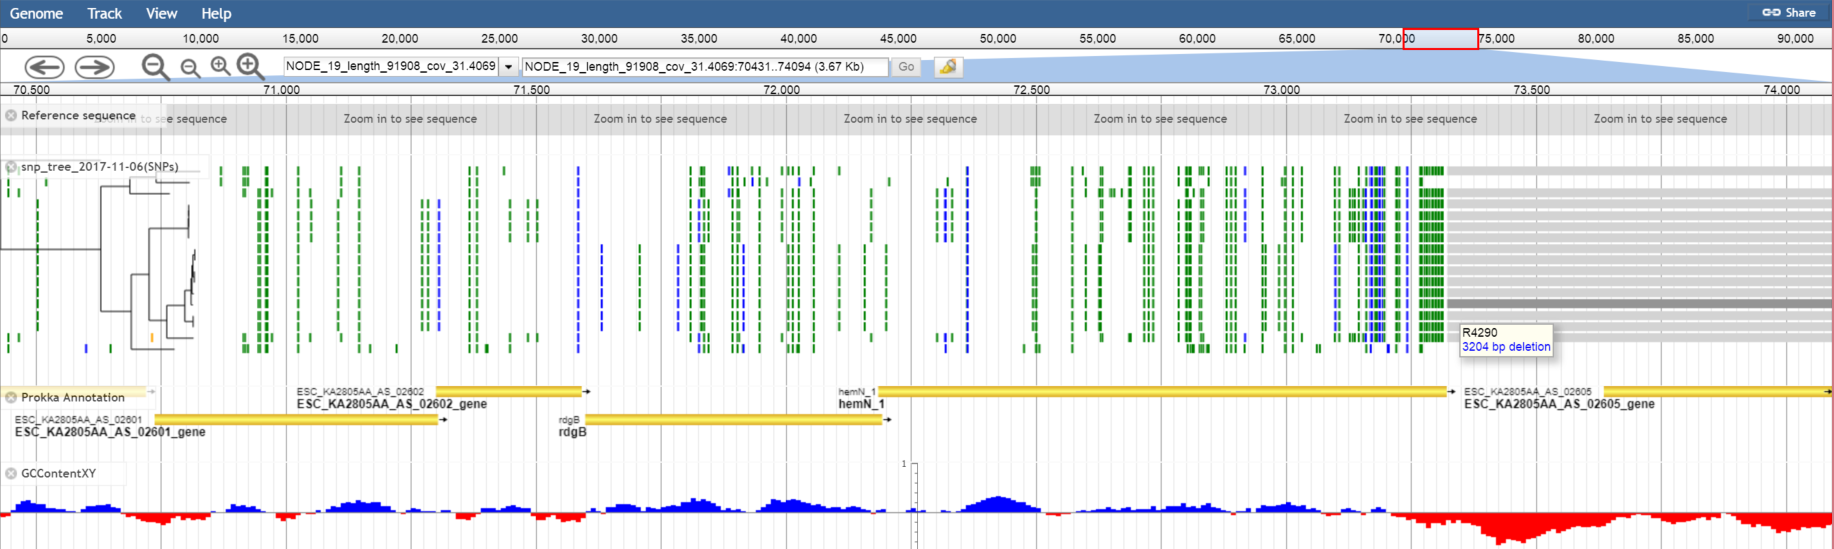 Genome Track View Help Share
0 5,000 10,000 15,000 20,000 25,000 30,000 35,000 40,000 45,000 50,000 55,000 60,000 65,000 70,000 75,000 80,000 85,000 90,000
NODE_19_length_91908_cov_31.4069 NODE_19_length_91908_cov_31.4069:70431..74094 (3.67 Kb) Go
70,500 71,000 71,500 72,000 72,500 73,000 73,500 74,000
Reference sequence Zoom in to see sequence Zoom in to see sequence Zoom in to see sequence Zoom in to see sequence Zoom in to see sequence Zoom in to see sequence Zoom in to see sequence
snp_tree_2017-11-06(SNPs)
R4290
3204 bp deletion
ESC_KA2805AA_AS_02602 hemN_1 ESC_KA2805AA_AS_02605
Prokka Annotation ESC_KA2805AA_AS_02602_gene hemN_1 ESC_KA2805AA_AS_02605_gene
ESC_KA2805AA_AS_02601 rdgB
ESC_KA2805AA_AS_02601_gene rdgB
1
GCContentXY